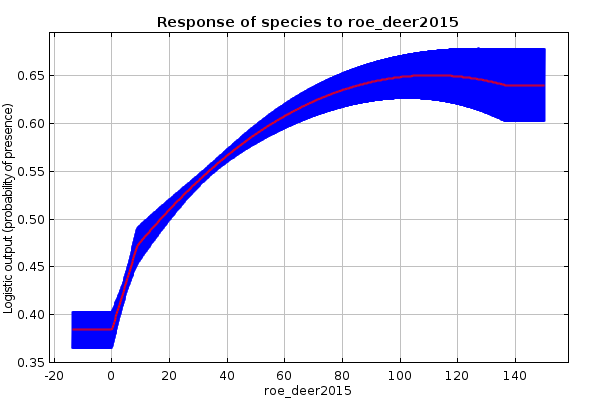 Response of species to roe_deer2015
Logistic output (probability of presence)
0.65
0.60
0.55
0.50
0.45
0.40
0.35
-20 0 20 40 60 80 100 120 140
roe_deer2015